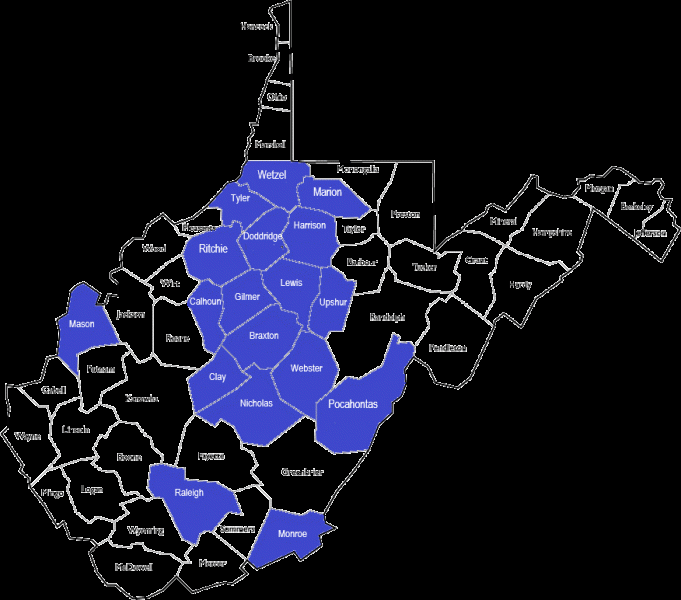 Hancock
Brooke
Ohio
Marshall
Wetzel
Monongalia
Marion
Tyler
Preston
Morgan
Berkeley
Jefferson
Mineral
Hampshire
Harrison
Taylor
Doddridge
Ritchie
Wood
Barbour
Tucker
Grant
Hardy
Wirt
Lewis
Gilmer
Calhoun
Upshur
Jackson
Randolph
Mason
Roane
Braxton
Pendleton
Webster
Putnam
Clay
Cabell
Kanawha
Nicholas
Pocahontas
Lincoln
Wayne
Fayette
Boone
Greenbrier
Logan
Mingo
Raleigh
Summers
Wyoming
Monroe
Mercer
McDowell